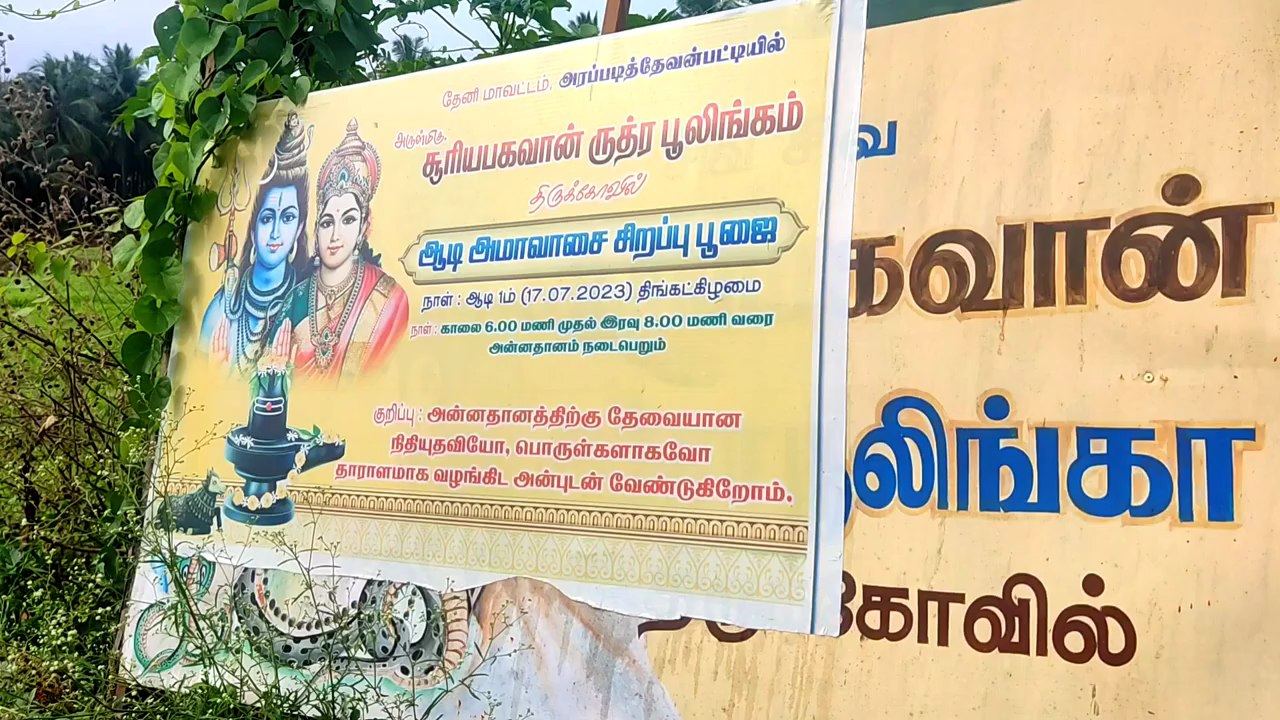 தேனி மாவட்டம், அரப்படித்தேவன்பட்டியில்
அருள்மிகு
சூரியபகவான் ருத்ர பூலிங்கம்
திருக்கோவில்
ஆடி அமாவாசை சிறப்பு பூஜை
நாள் : ஆடி 1ம் (17.07.2023) திங்கட்கிழமை
நாள் : காலை 6.00 மணி முதல் இரவு 8.00 மணி வரை
அன்னதானம் நடைபெறும்
குறிப்பு : அன்னதானத்திற்கு தேவையான
நிதியுதவியோ, பொருள்களாகவோ
தாராளமாக வழங்கிட அன்புடன் வேண்டுகிறோம்.
வ
கவான்
லிங்கா
கோவில்